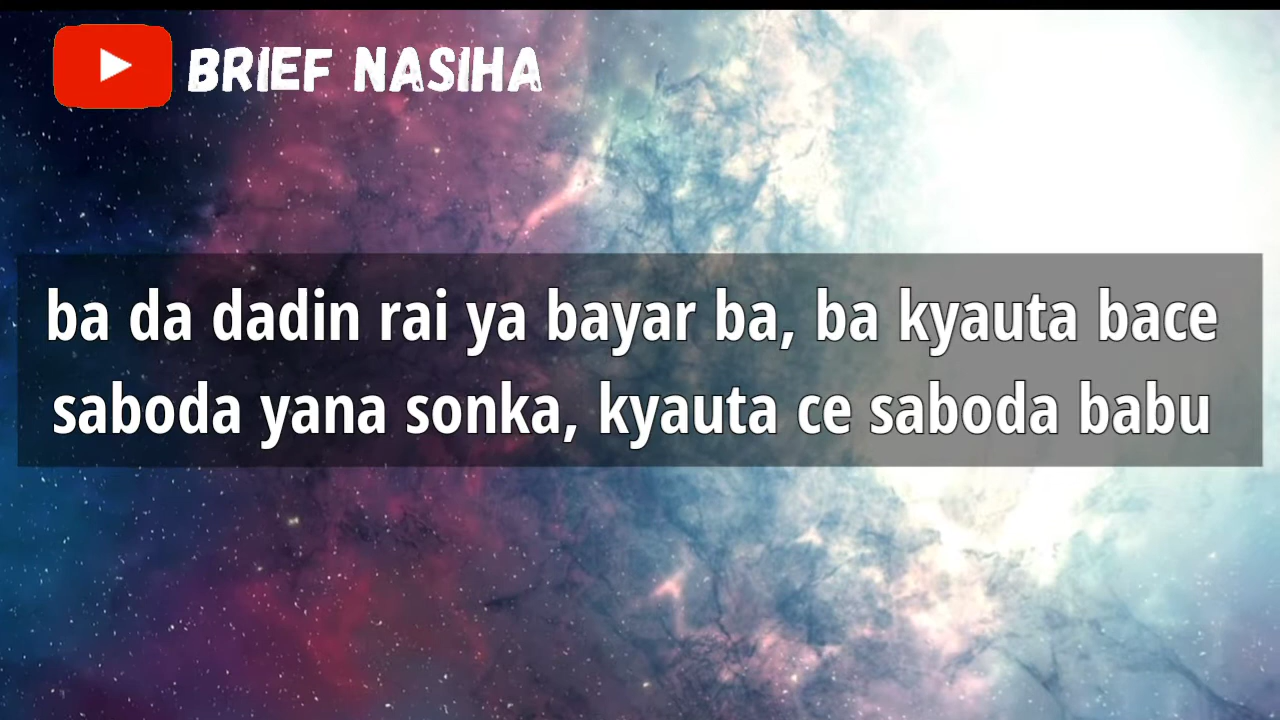 BRIEF NASIHA
ba da dadin rai ya bayar ba, ba kyauta bace
saboda yana sonka, kyauta ce saboda babu